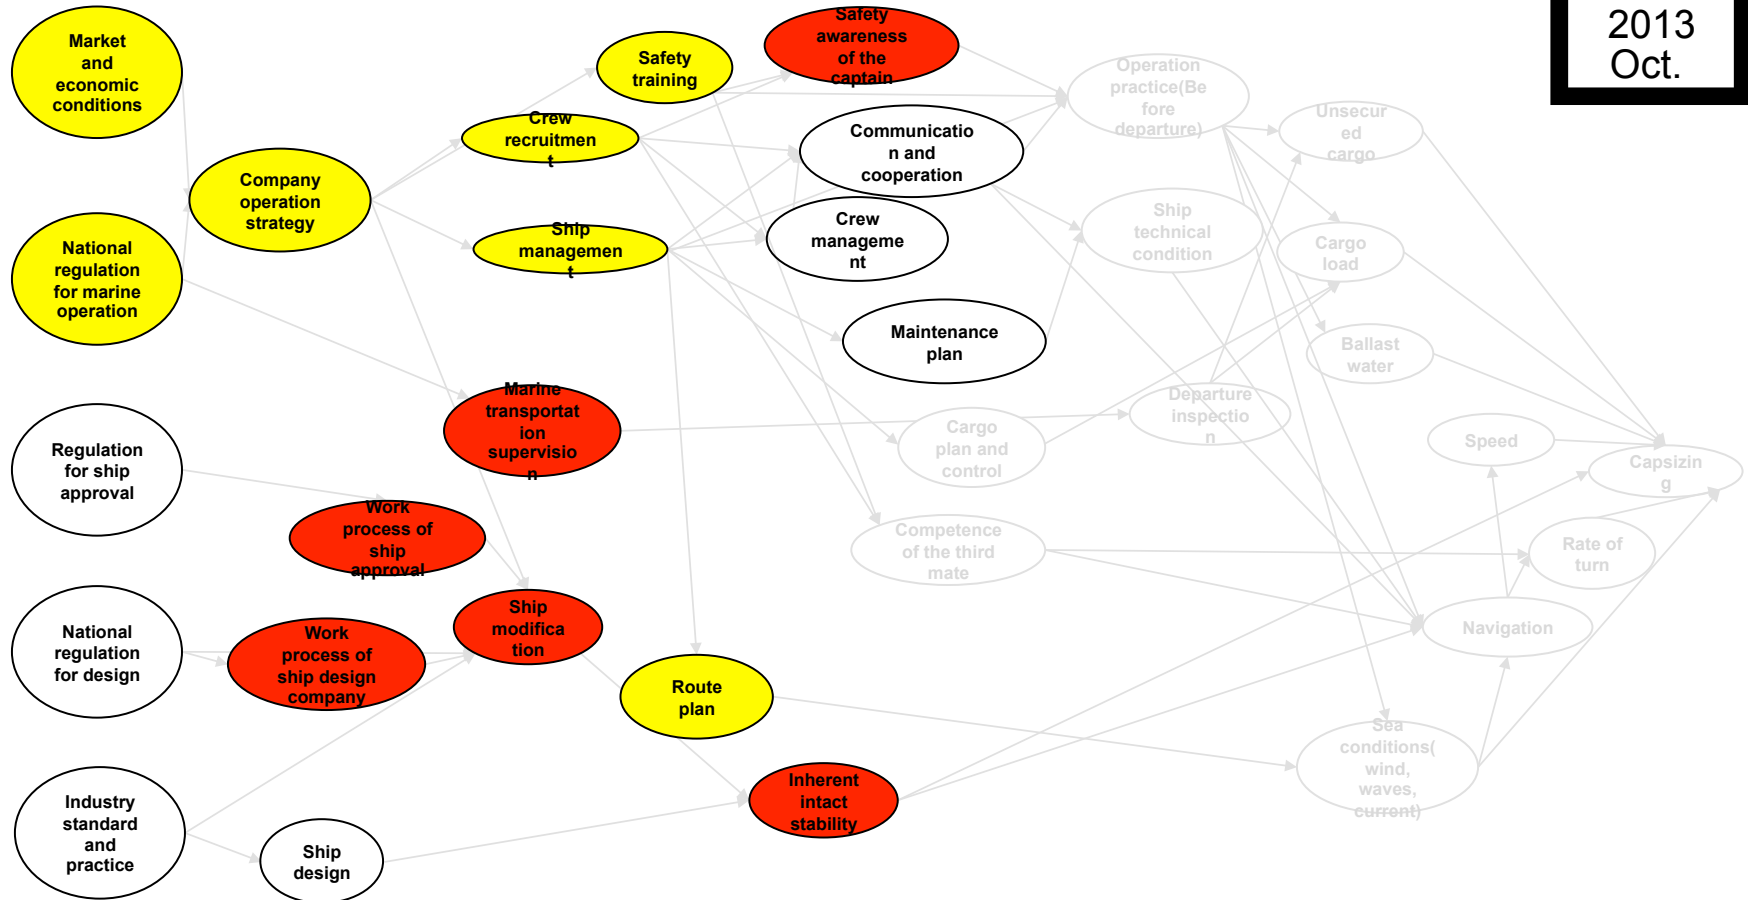 2013
Oct.
Market
and
economic
conditions
National
regulation
for marine
operation
Regulation
for ship
approval
National
regulation
for design
Industry
standard
and
practice
Company
operation
strategy
Work
process of
ship
approval
Work
process of
ship design
company
Ship
design
Safety
training
Crew
recruitmen
t
Ship
managemen
t
Marine
transportat
ion
supervisio
n
Ship
modifica
tion
Route
plan
Safety
awareness
of the
captain
Communicatio
n and
cooperation
Crew
manageme
nt
Maintenance
plan
Cargo
plan and
control
Competence
of the third
mate
Inherent
intact
stability
Operation
practice(Be
fore
departure)
Ship
technical
condition
Departure
inspectio
n
Unsecur
ed
cargo
Cargo
load
Ballast
water
Speed
Capsizin
g
Rate of
turn
Navigation
Sea
conditions(
wind,
waves,
current)